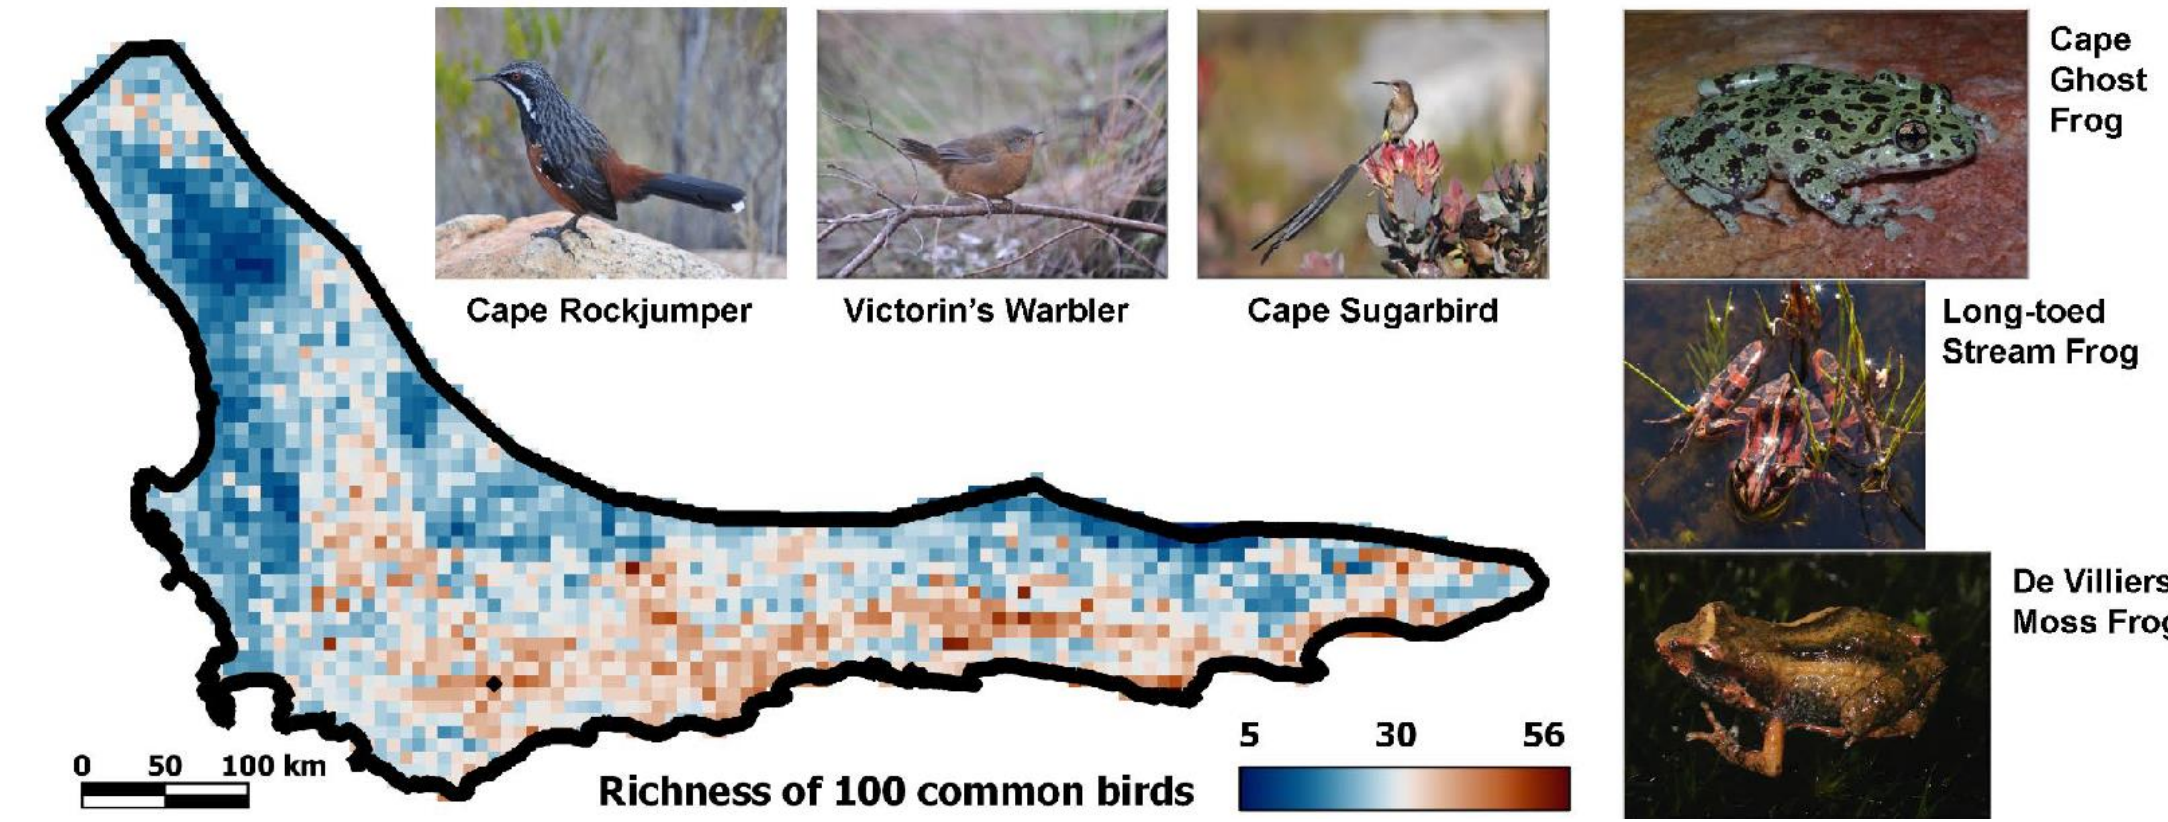 Cape Rockjumper
Victorin's Warbler
Cape Sugarbird
Cape
Ghost
Frog
Long-toed
Stream Frog
De Villiers
Moss Frog
0 50 100 km
Richness of 100 common birds
5 30 56